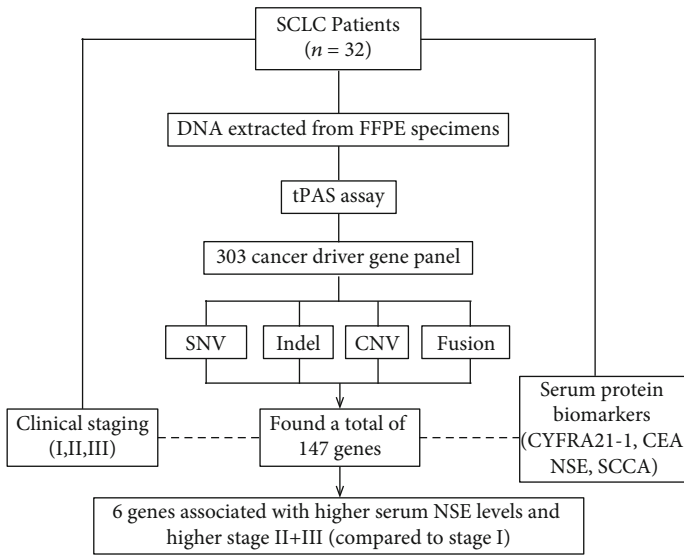 SCLC Patients
(n = 32)
DNA extracted from FFPE specimens
tPAS assay
303 cancer driver gene panel
SNV
Indel
CNV
Fusion
Clinical staging
(I,II,III)
Found a total of
147 genes
Serum protein
biomarkers
(CYFRA21-1, CEA
NSE, SCCA)
6 genes associated with higher serum NSE levels and
higher stage II+III (compared to stage I)